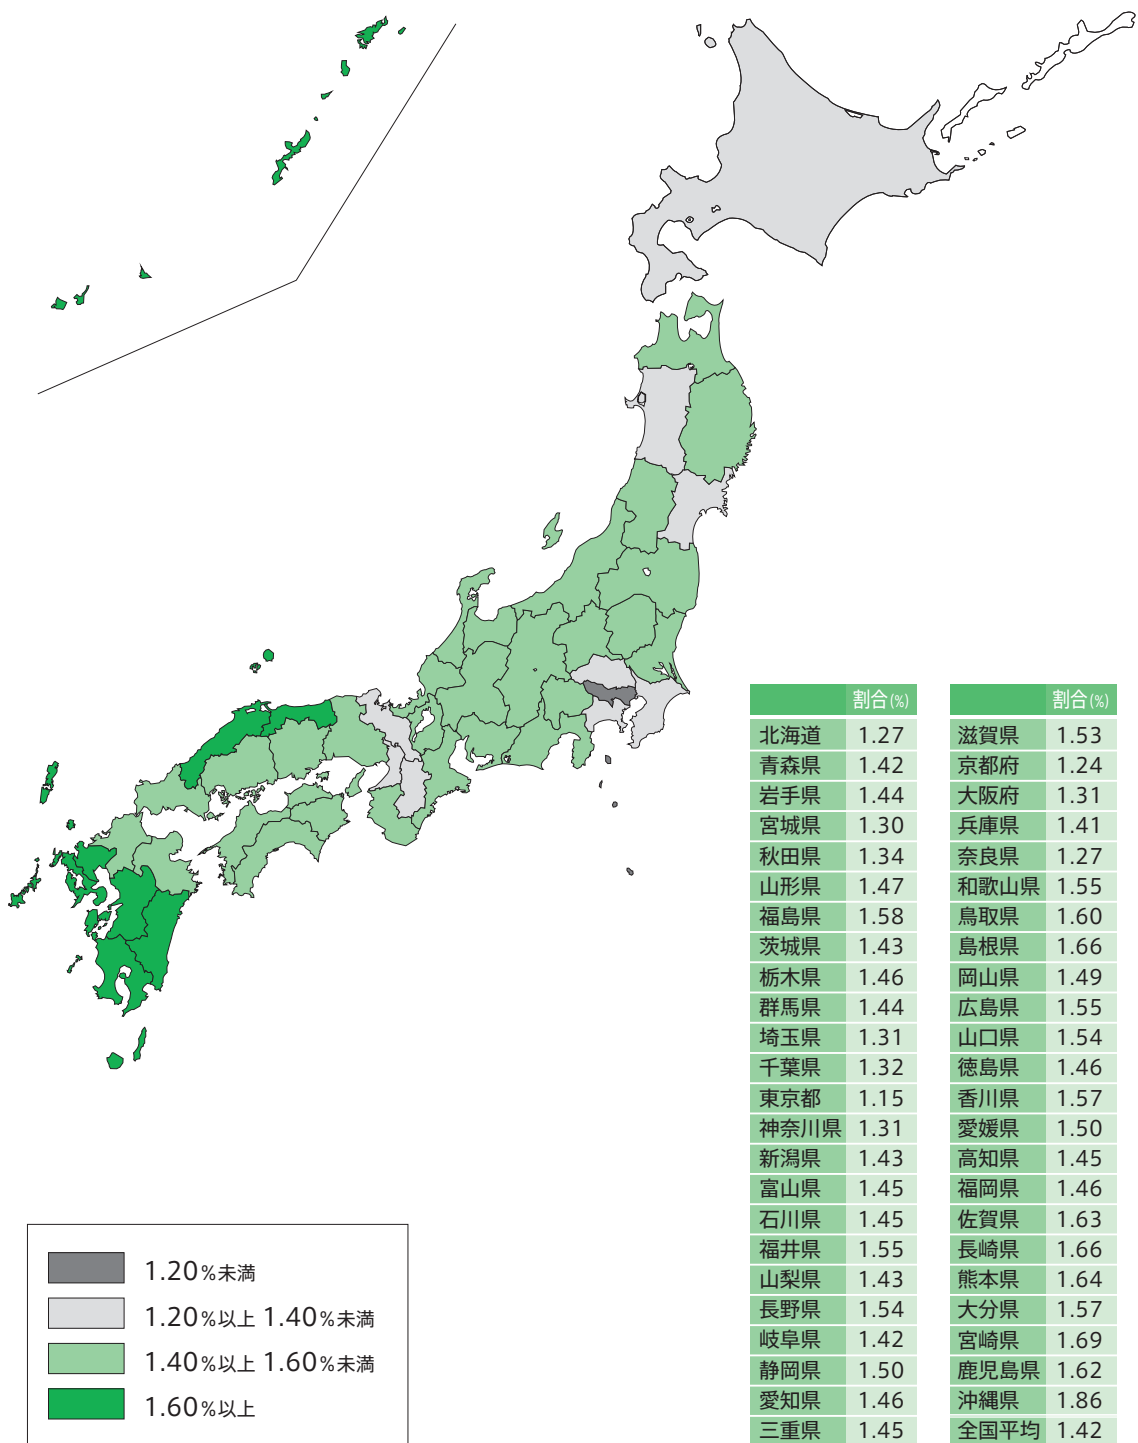 割合(%)
北海道 1.27
青森県 1.42
岩手県 1.44
宮城県 1.30
秋田県 1.34
山形県 1.47
福島県 1.58
茨城県 1.43
栃木県 1.46
群馬県 1.44
埼玉県 1.31
千葉県 1.32
東京都 1.15
神奈川県 1.31
新潟県 1.43
富山県 1.45
石川県 1.45
福井県 1.55
山梨県 1.43
長野県 1.54
岐阜県 1.42
静岡県 1.50
愛知県 1.46
三重県 1.45
割合(%)
滋賀県 1.53
京都府 1.24
大阪府 1.31
兵庫県 1.41
奈良県 1.27
和歌山県 1.55
鳥取県 1.60
島根県 1.66
岡山県 1.49
広島県 1.55
山口県 1.54
徳島県 1.46
香川県 1.57
愛媛県 1.50
高知県 1.45
福岡県 1.46
佐賀県 1.63
長崎県 1.66
熊本県 1.64
大分県 1.57
宮崎県 1.69
鹿児島県 1.62
沖縄県 1.86
全国平均 1.42
1.20%未満
1.20%以上 1.40%未満
1.40%以上 1.60%未満
1.60%以上